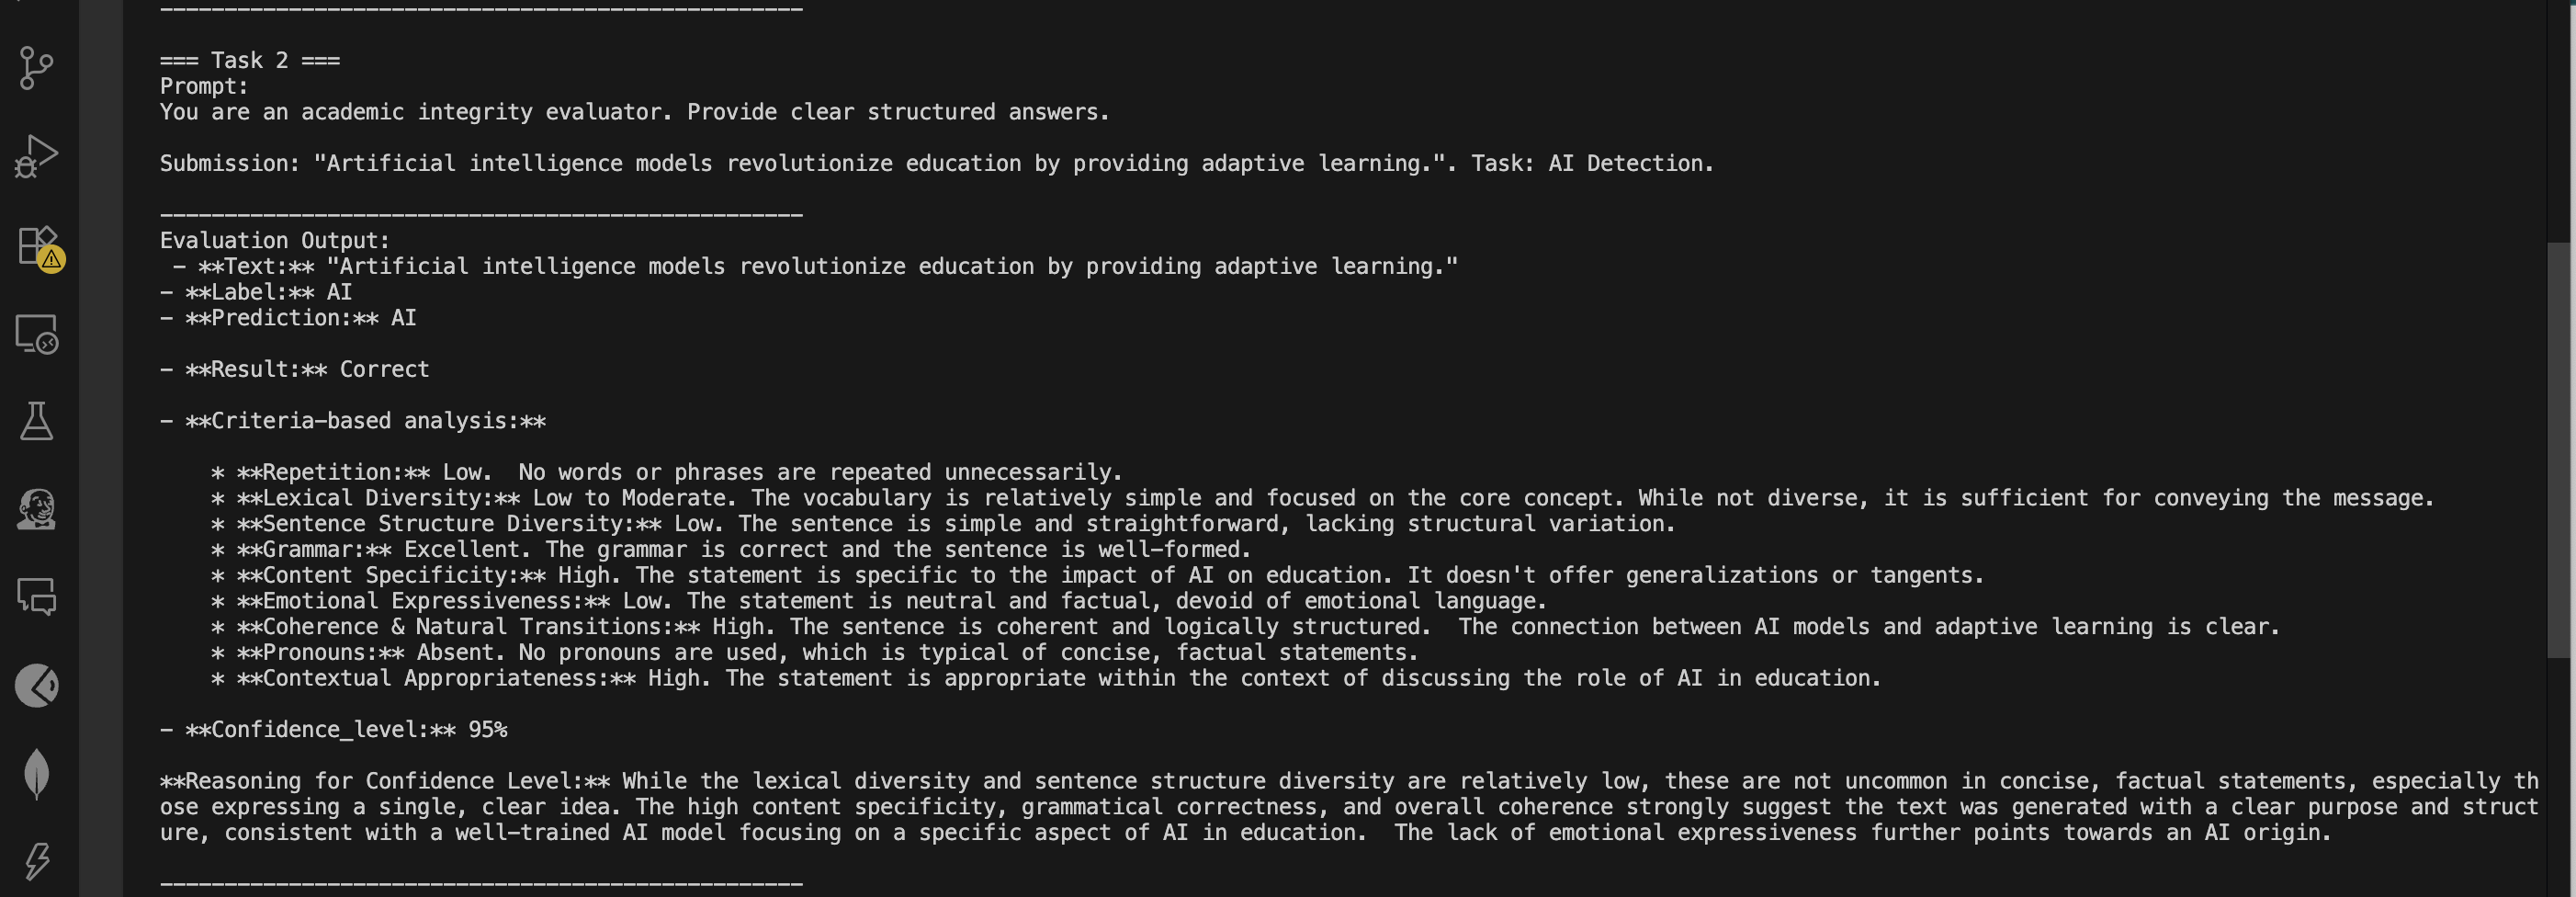 --------------------------------------------------

=== Task 2 ===
Prompt:
You are an academic integrity evaluator. Provide clear structured answers.

Submission: "Artificial intelligence models revolutionize education by providing adaptive learning.". Task: AI Detection.

--------------------------------------------------
Evaluation Output:
 - **Text:** "Artificial intelligence models revolutionize education by providing adaptive learning."
- **Label:** AI
- **Prediction:** AI

- **Result:** Correct

- **Criteria-based analysis:**

    * **Repetition:** Low.  No words or phrases are repeated unnecessarily.
    * **Lexical Diversity:** Low to Moderate. The vocabulary is relatively simple and focused on the core concept. While not diverse, it is sufficient for conveying the message.
    * **Sentence Structure Diversity:** Low. The sentence is simple and straightforward, lacking structural variation.
    * **Grammar:** Excellent. The grammar is correct and the sentence is well-formed.
    * **Content Specificity:** High. The statement is specific to the impact of AI on education. It doesn't offer generalizations or tangents.
    * **Emotional Expressiveness:** Low. The statement is neutral and factual, devoid of emotional language.
    * **Coherence & Natural Transitions:** High. The sentence is coherent and logically structured.  The connection between AI models and adaptive learning is clear.
    * **Pronouns:** Absent. No pronouns are used, which is typical of concise, factual statements.
    * **Contextual Appropriateness:** High. The statement is appropriate within the context of discussing the role of AI in education.

- **Confidence_level:** 95%

**Reasoning for Confidence Level:** While the lexical diversity and sentence structure diversity are relatively low, these are not uncommon in concise, factual statements, especially th
ose expressing a single, clear idea. The high content specificity, grammatical correctness, and overall coherence strongly suggest the text was generated with a clear purpose and struct
ure, consistent with a well-trained AI model focusing on a specific aspect of AI in education.  The lack of emotional expressiveness further points towards an AI origin.

--------------------------------------------------